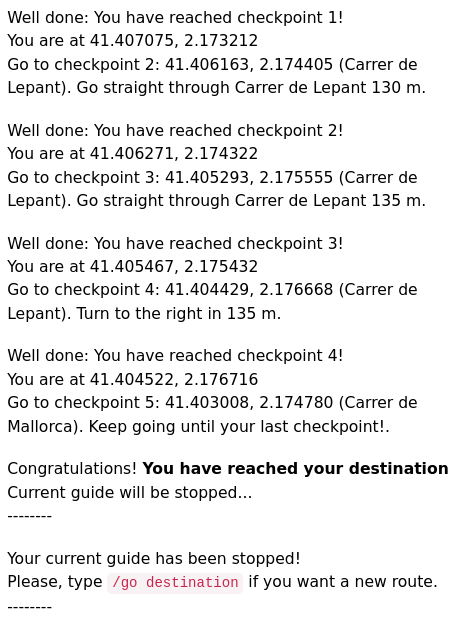 Well done: You have reached checkpoint 1!
You are at 41.407075, 2.173212
Go to checkpoint 2: 41.406163, 2.174405 (Carrer de
Lepant). Go straight through Carrer de Lepant 130 m.
Well done: You have reached checkpoint 2!
You are at 41.406271, 2.174322
Go to checkpoint 3: 41.405293, 2.175555 (Carrer de
Lepant). Go straight through Carrer de Lepant 135 m.
Well done: You have reached checkpoint 3!
You are at 41.405467, 2.175432
Go to checkpoint 4: 41.404429, 2.176668 (Carrer de
Lepant). Turn to the right in 135 m.
Well done: You have reached checkpoint 4!
You are at 41.404522, 2.176716
Go to checkpoint 5: 41.403008, 2.174780 (Carrer de
Mallorca). Keep going until your last checkpoint!.
Congratulations! You have reached your destination
Current guide will be stopped...
--------
Your current guide has been stopped!
Please, type /go destination if you want a new route.
--------